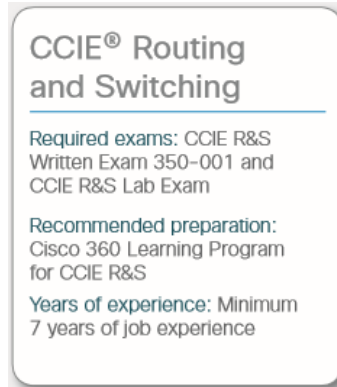 CCIE® Routing
and Switching
Required exams: CCIE R&S
Written Exam 350-001 and
CCIE R&S Lab Exam
Recommended preparation:
Cisco 360 Learning Program
for CCIE R&S
Years of experience: Minimum
7 years of job experience